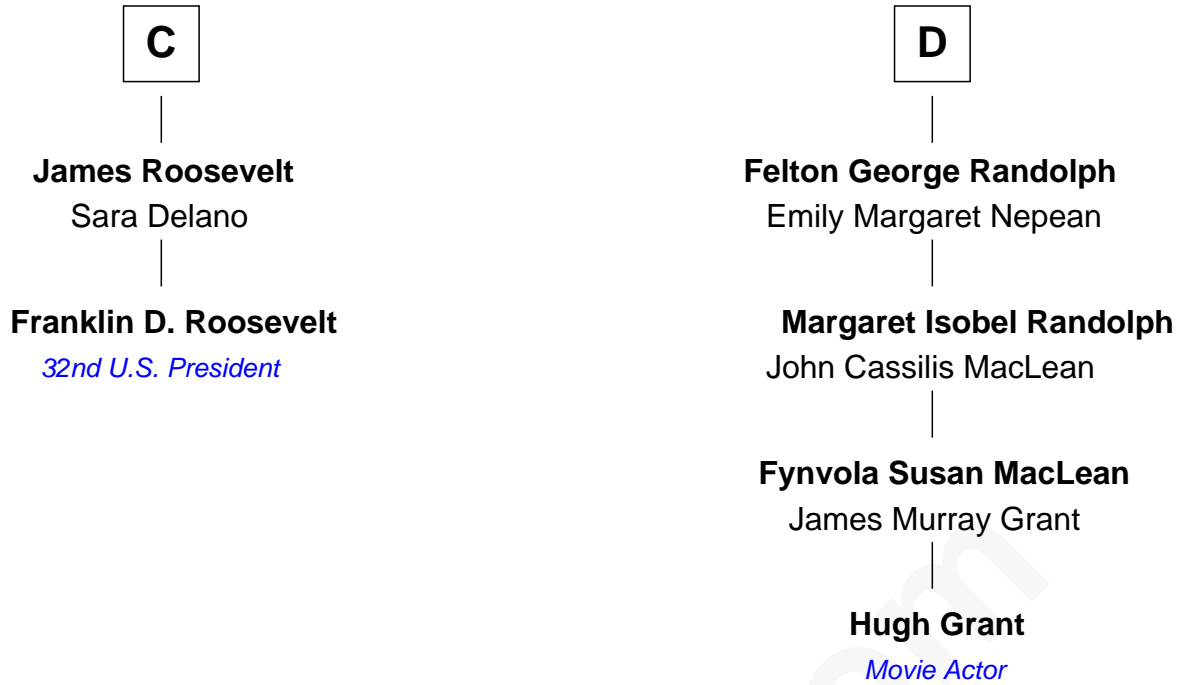 C
James Roosevelt
Sara Delano
Franklin D. Roosevelt
32nd U.S. President
D
Felton George Randolph
Emily Margaret Nepean
Margaret Isobel Randolph
John Cassilis MacLean
Fynvola Susan MacLean
James Murray Grant
Hugh Grant
Movie Actor